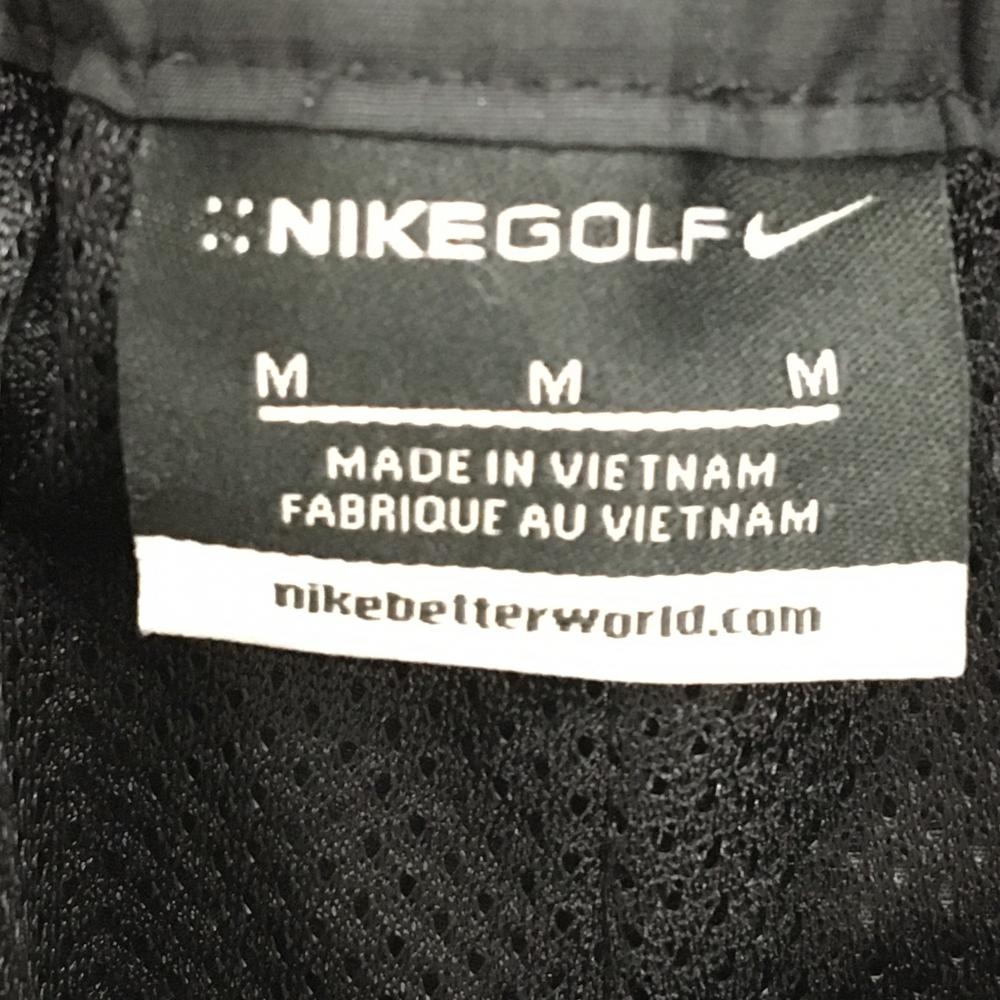 NIKEGOLF
M M M
MADE IN VIETNAM
FABRIQUE AU VIETNAM
nikebetterworld.com